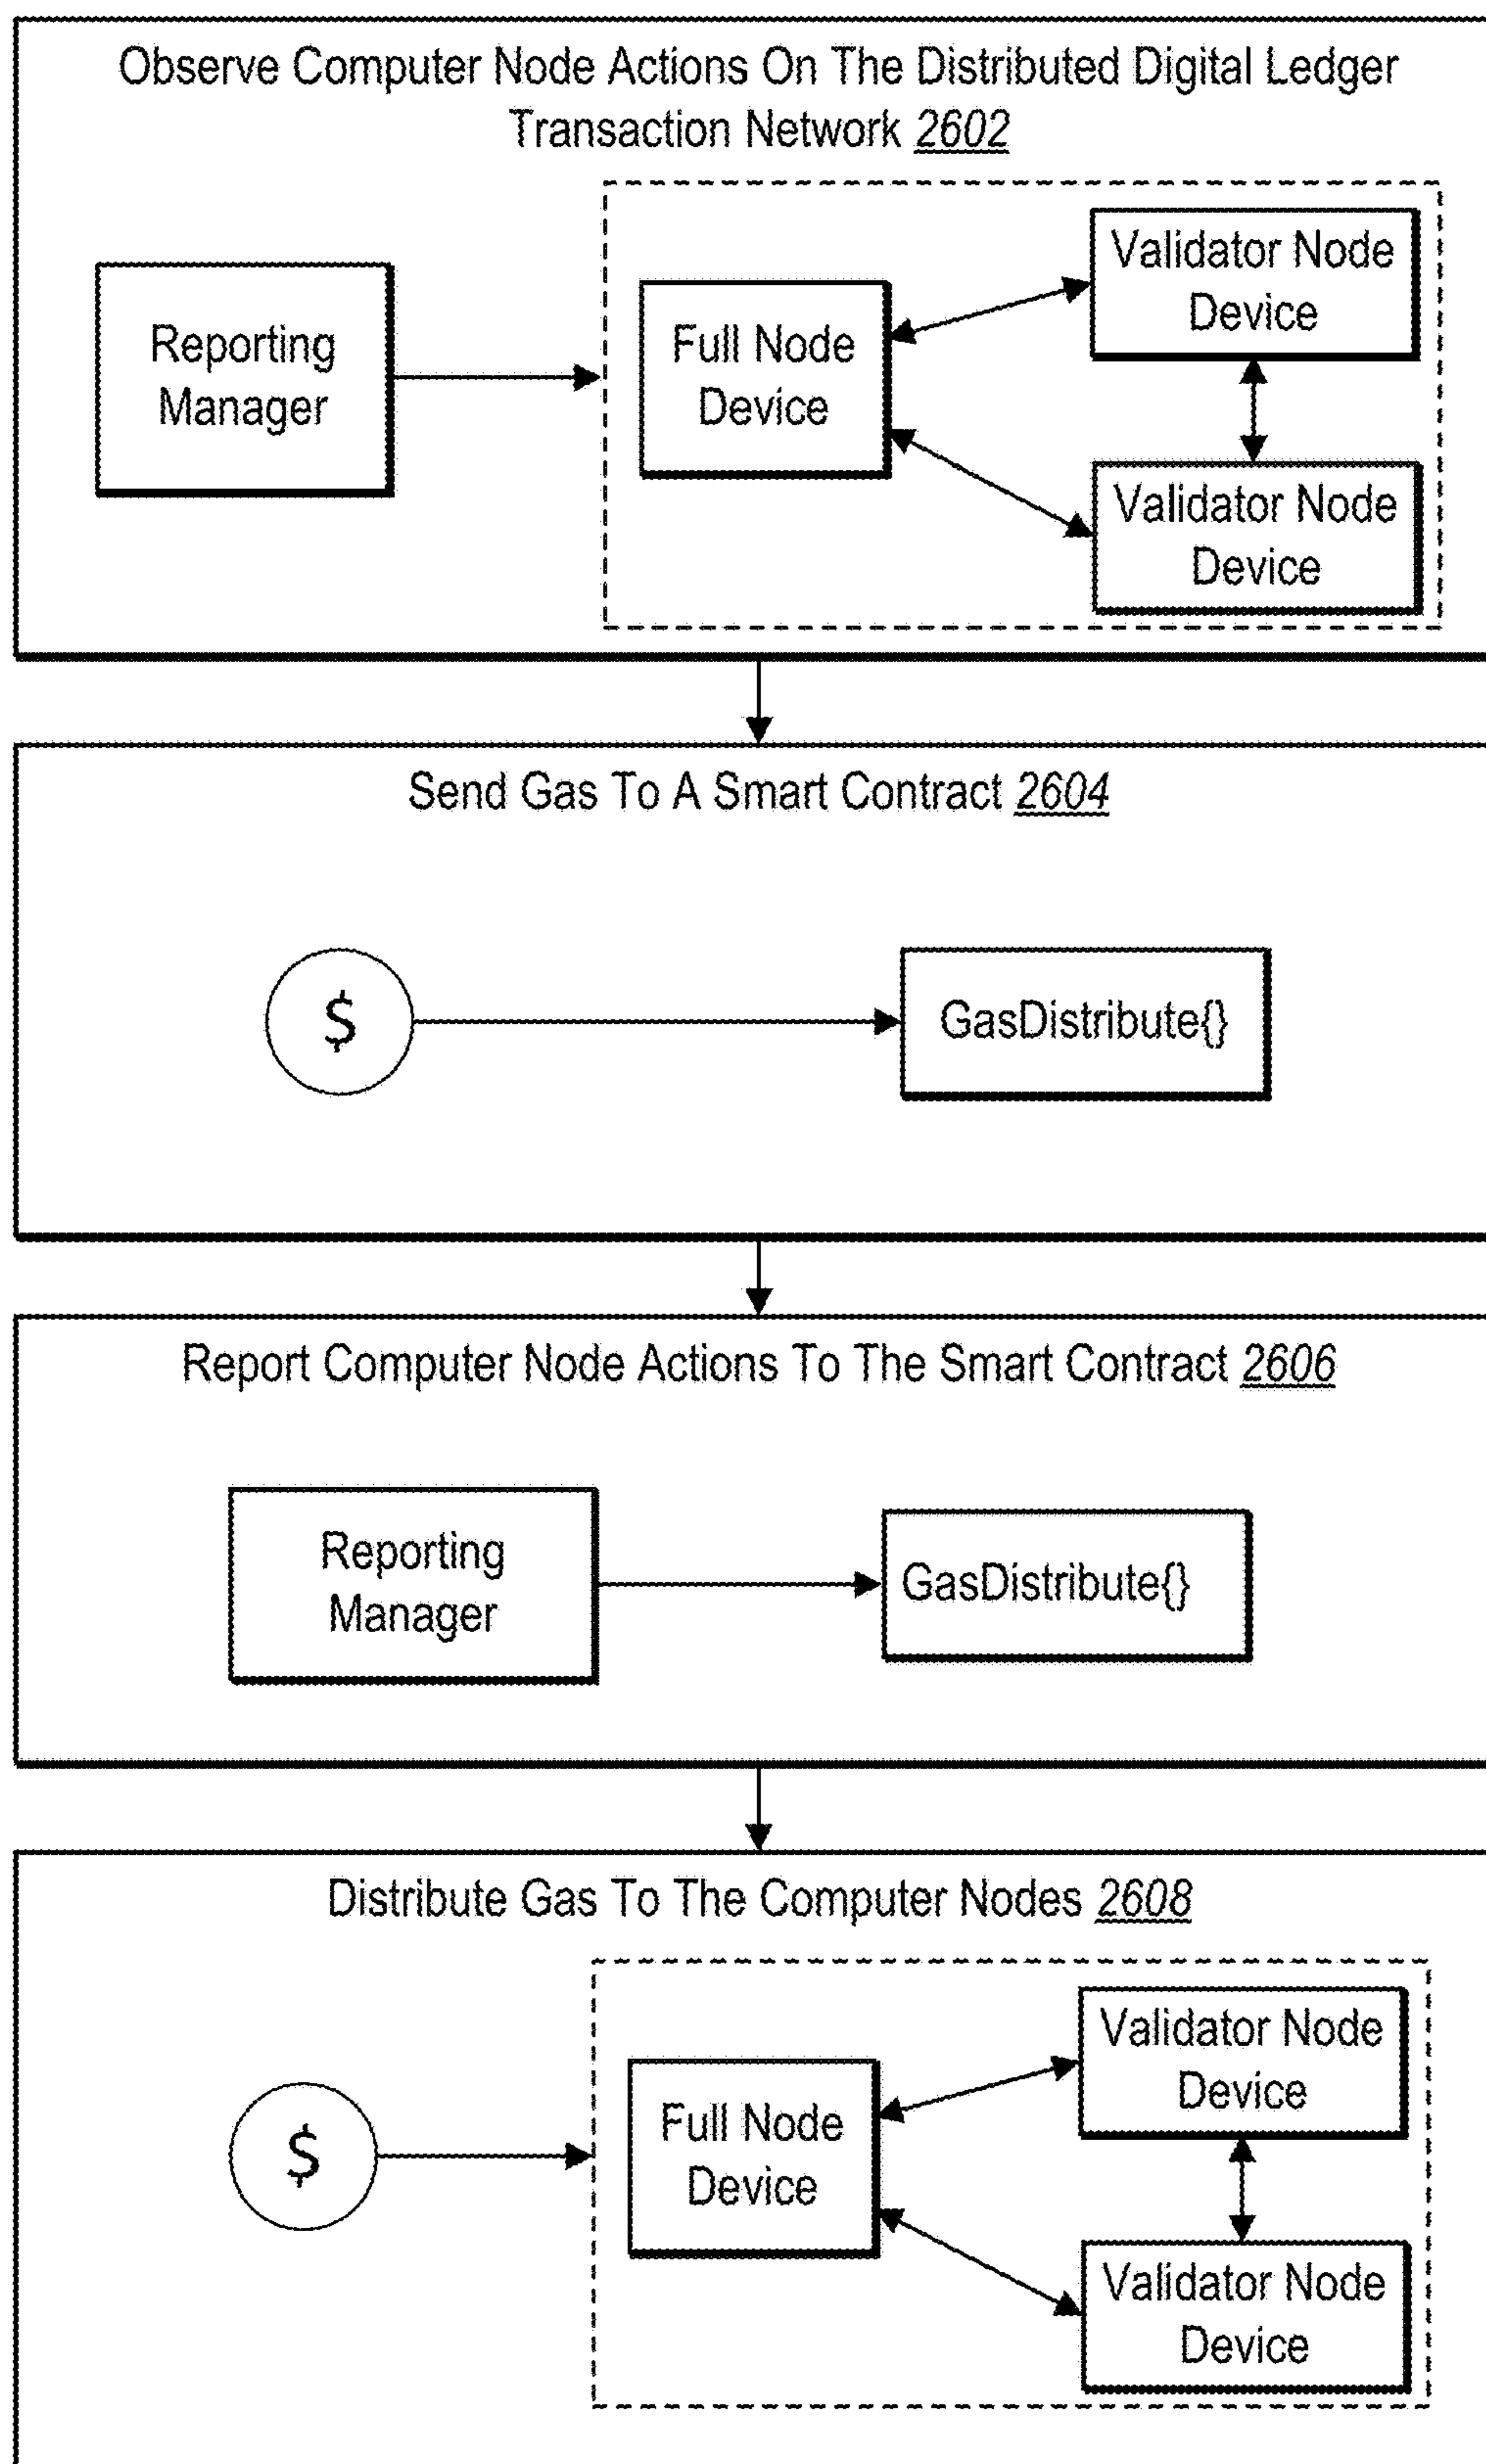 Observe Computer Node Actions On The Distributed Digital Ledger
Transaction Network 2602
Reporting
Manager
Full Node
Device
Validator Node
Device
Validator Node
Device
Send Gas To A Smart Contract 2604
$
GasDistribute{}
Report Computer Node Actions To The Smart Contract 2606
Reporting
Manager
GasDistribute{}
Distribute Gas To The Computer Nodes 2608
$
Full Node
Device
Validator Node
Device
Validator Node
Device